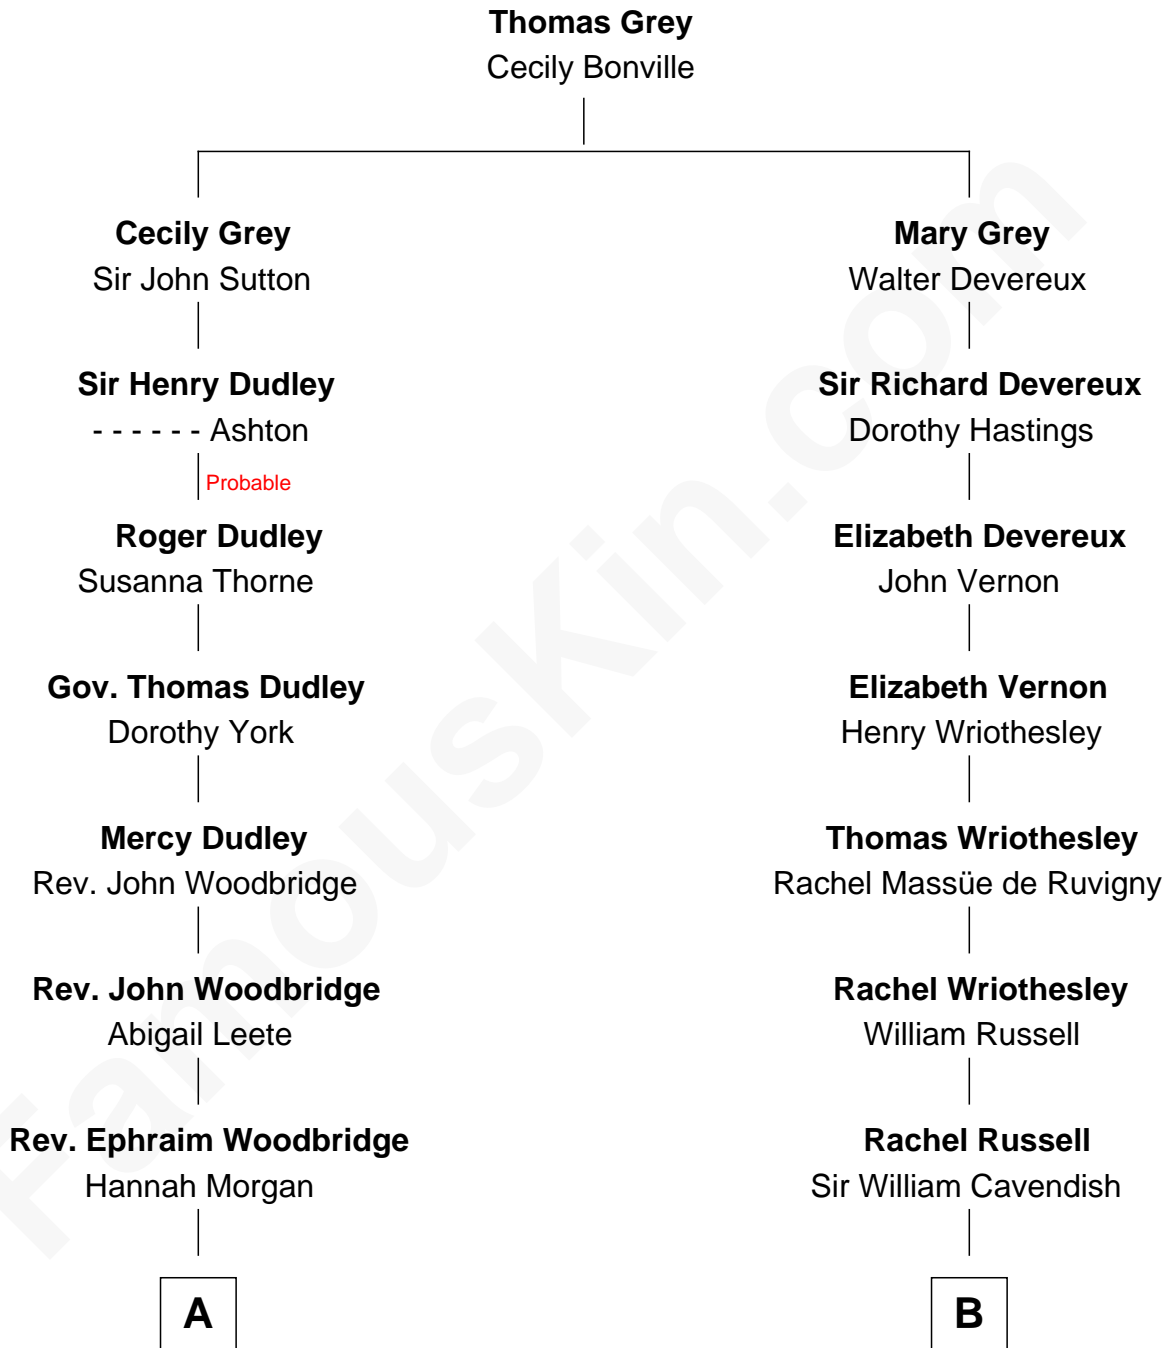 Thomas Grey
Cecily Bonville
Cecily Grey
Sir John Sutton
Mary Grey
Walter Devereux
Sir Henry Dudley
- - - - - - Ashton
Sir Richard Devereux
Dorothy Hastings
Probable
Roger Dudley
Susanna Thorne
Elizabeth Devereux
John Vernon
Gov. Thomas Dudley
Dorothy York
Elizabeth Vernon
Henry Wriothesley
Mercy Dudley
Rev. John Woodbridge
Thomas Wriothesley
Rachel Massüe de Ruvigny
Rev. John Woodbridge
Abigail Leete
Rachel Wriothesley
William Russell
Rev. Ephraim Woodbridge
Hannah Morgan
Rachel Russell
Sir William Cavendish
A
B
FamousKin.com